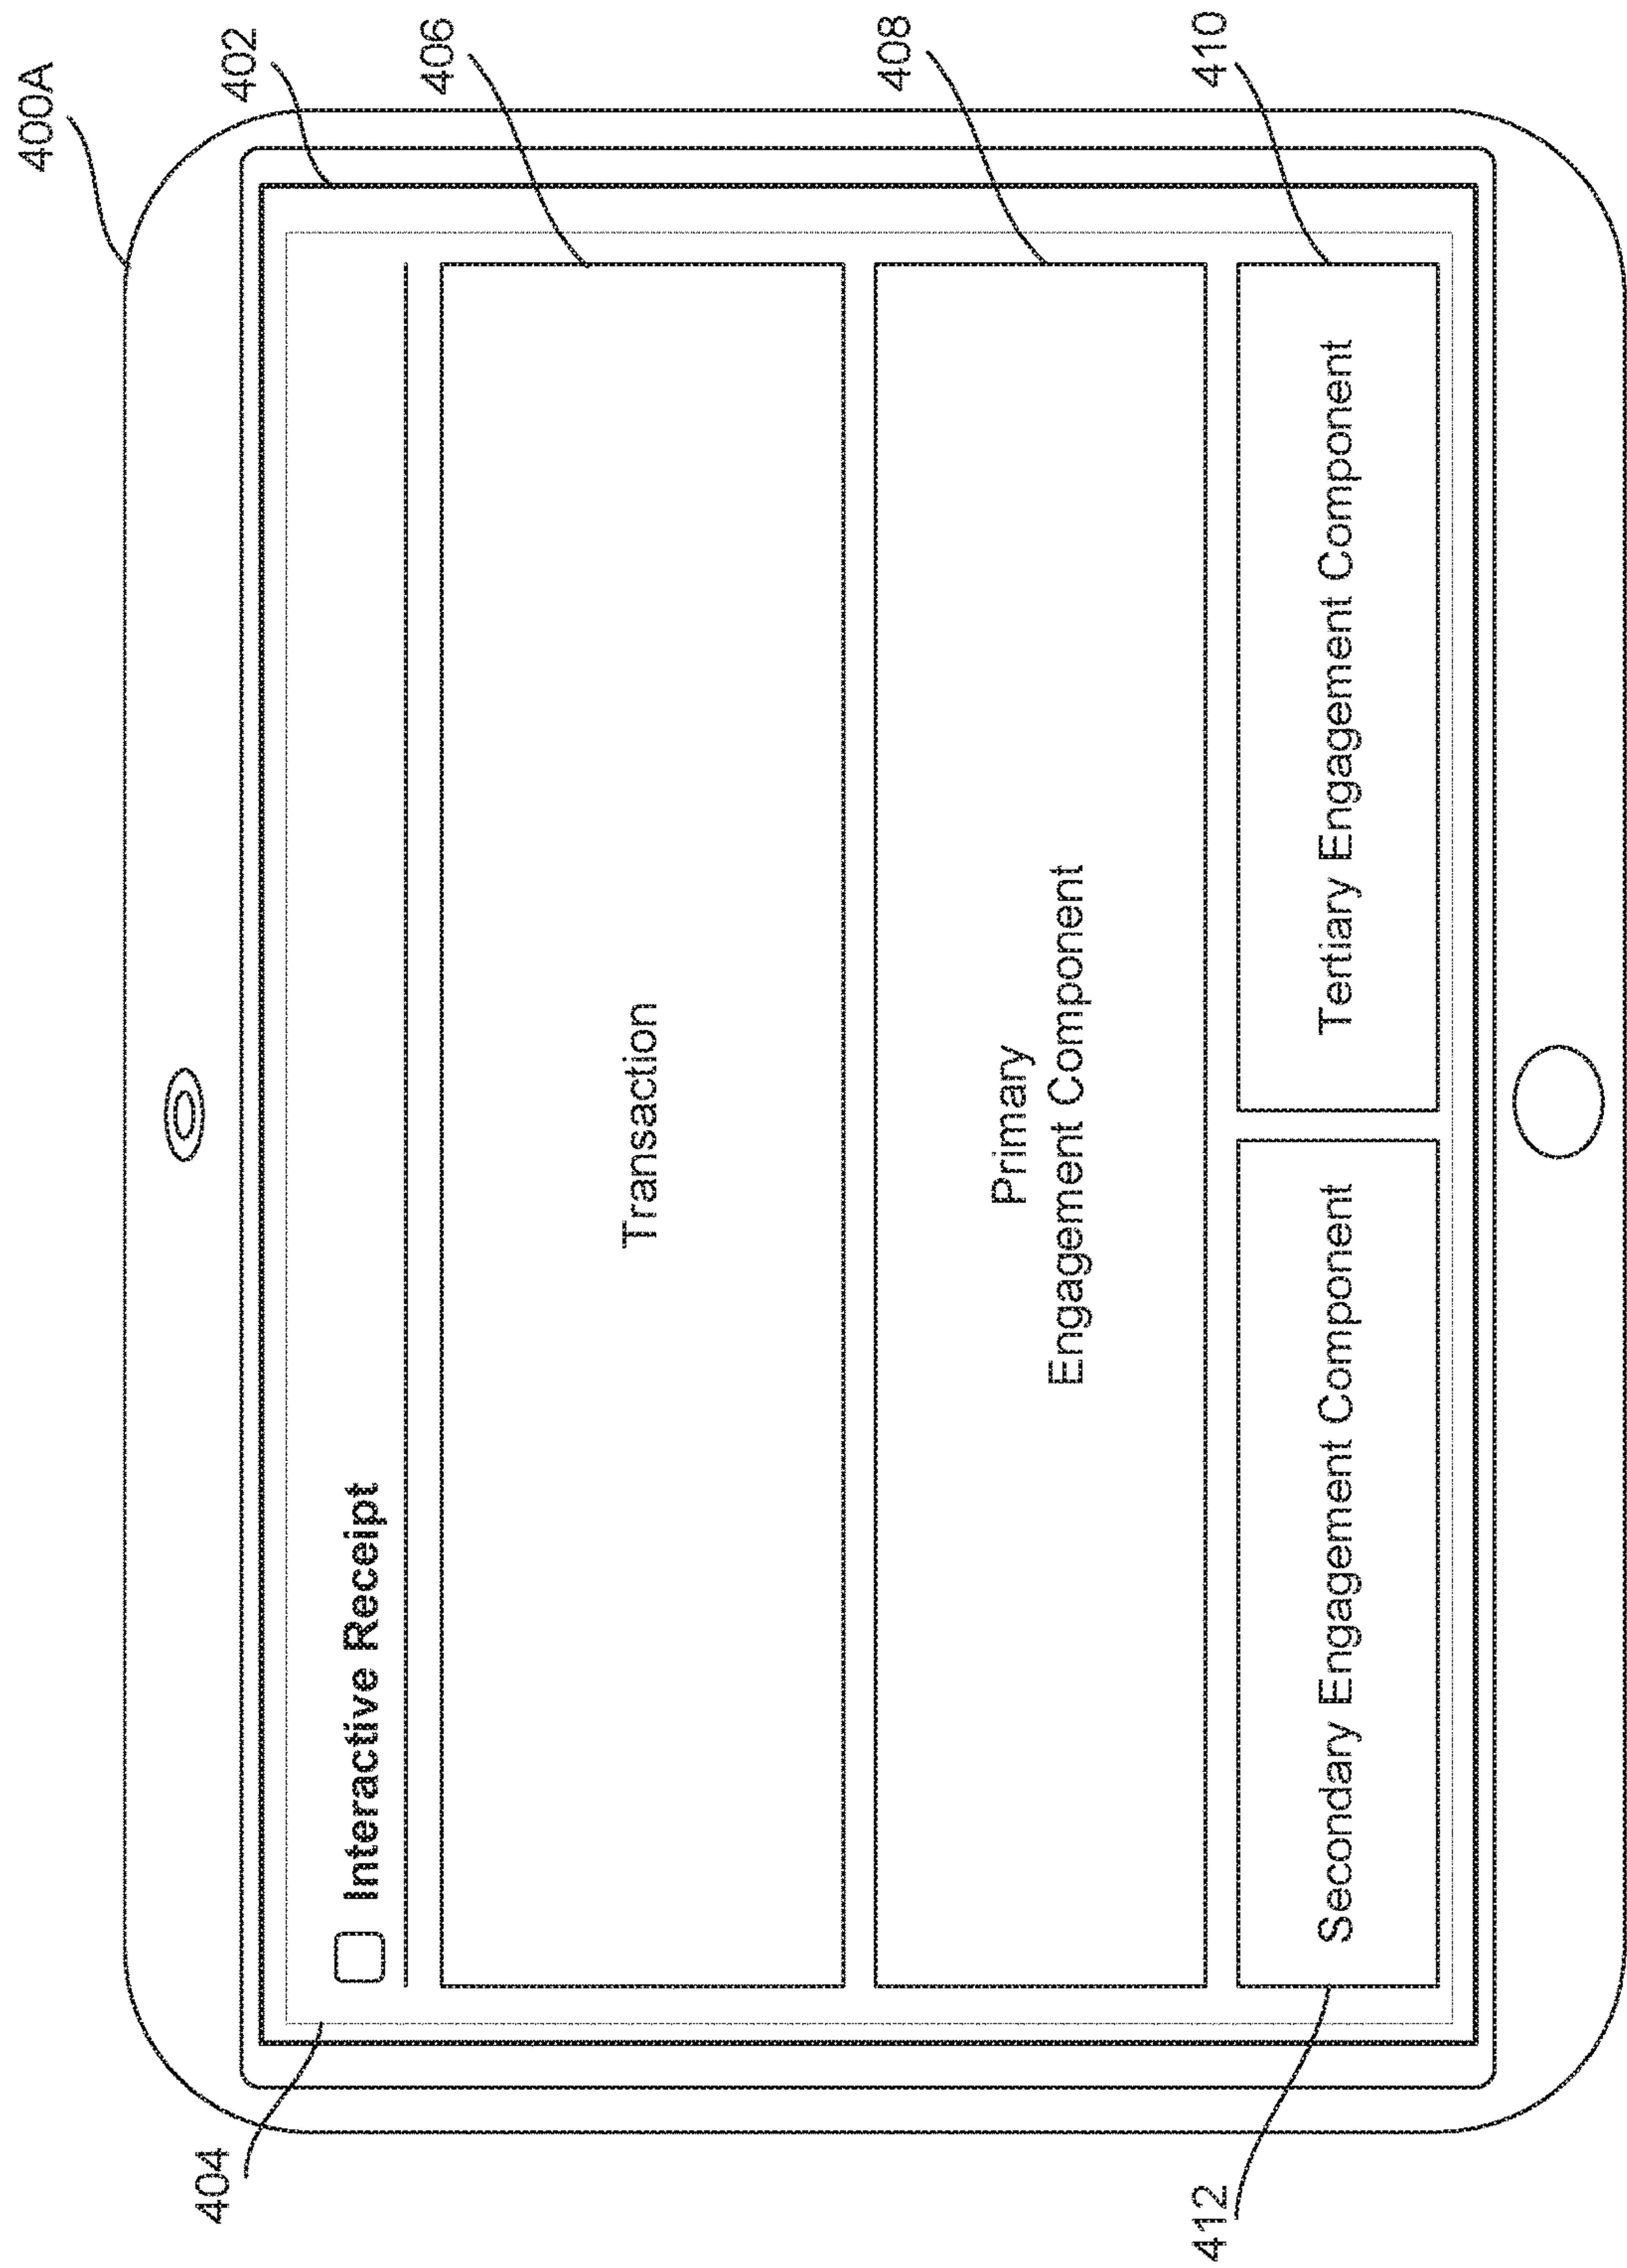 400A
402
404
Interactive Receipt
406
Transaction
408
Primary
Engagement Component
410
412
Secondary Engagement Component
Tertiary Engagement Component